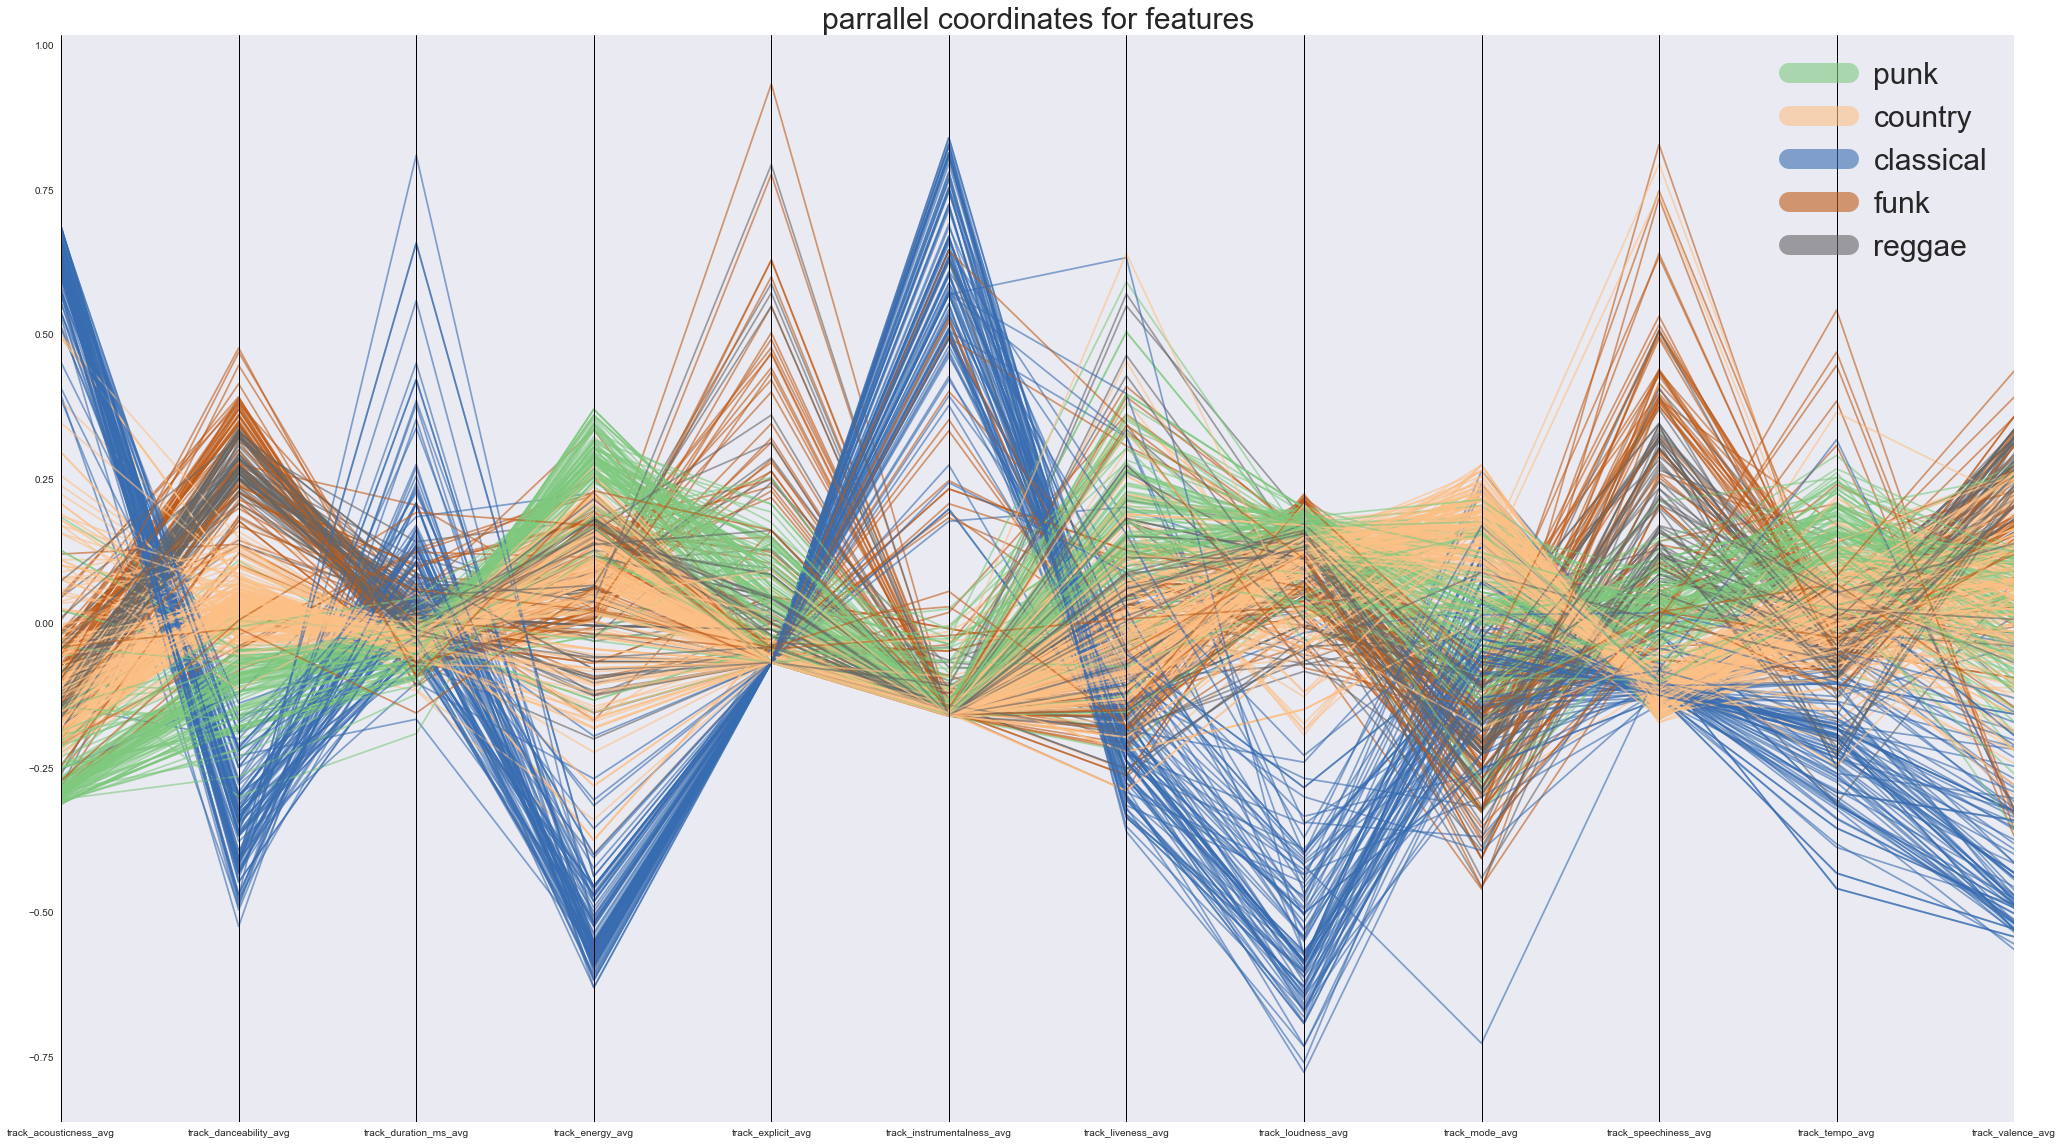 parrallel coordinates for features
1.00
0.75
0.50
0.25
0.00
−0.25
−0.50
−0.75
punk
country
classical
funk
reggae
track_acousticness_avg track_danceability_avg track_duration_ms_avg track_energy_avg track_explicit_avg track_instrumentalness_avg track_liveness_avg track_loudness_avg track_mode_avg track_speechiness_avg track_tempo_avg track_valence_avg